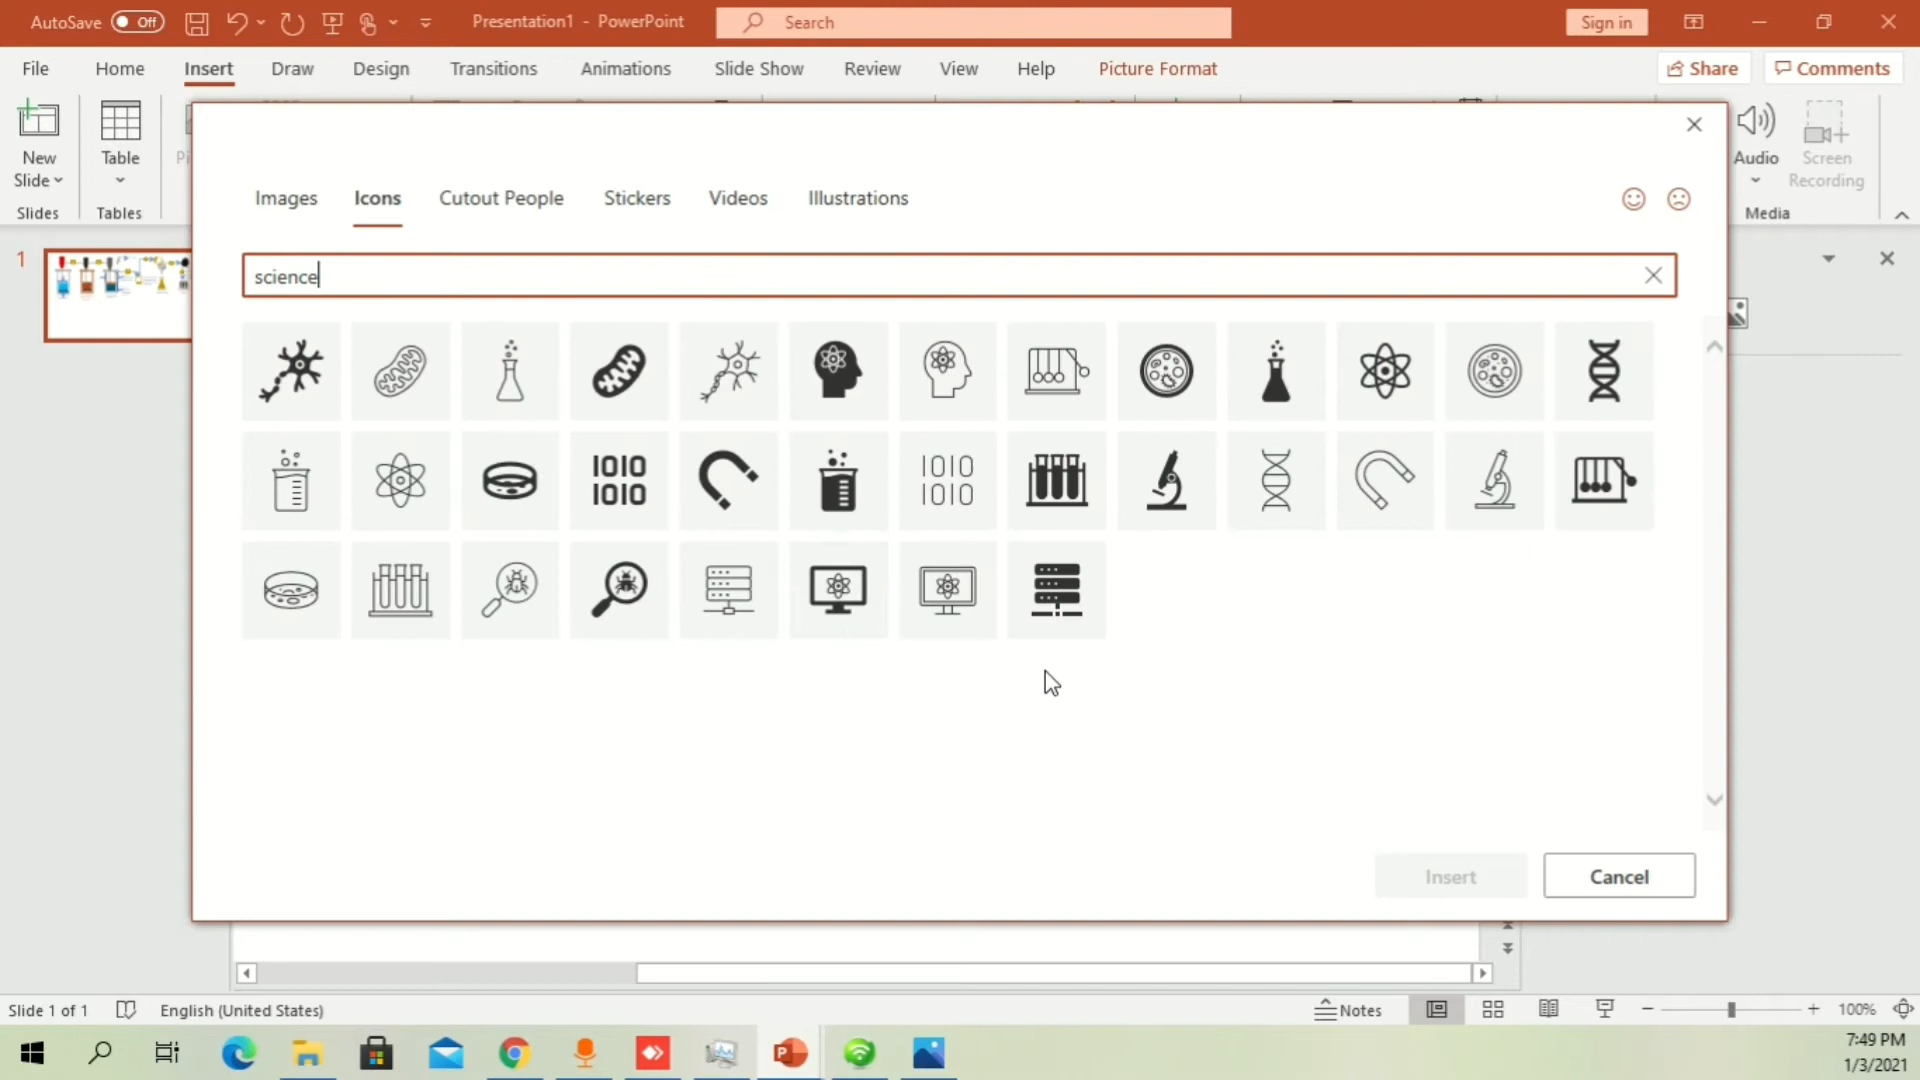 AutoSave Off Presentation1 - PowerPoint Search Sign in
File Home Insert Draw Design Transitions Animations Slide Show Review View Help Picture Format Share Comments
New
Slide
Table
Audio
Screen
Recording
Slides Tables Media
Images Icons Cutout People Stickers Videos Illustrations
1
science
1010
1010
1010
1010
Insert Cancel
Slide 1 of 1 English (United States) Notes 100%
7:49 PM
1/3/2021